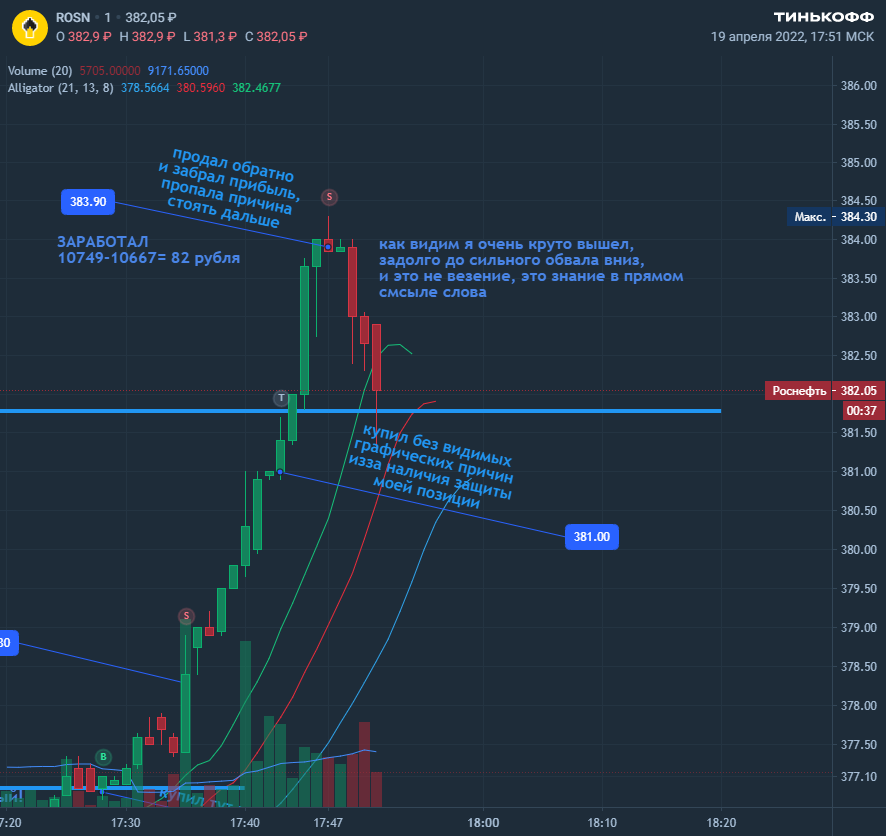 ROSN · 1 · 382,05 ₽
О 382,9 ₽ Н 382,9 ₽ L 381,3 ₽ С 382,05 ₽
ТИНЬКОФФ
19 апреля 2022, 17:51 МСК
Volume (20) 5705.00000 9171.65000
Alligator (21, 13, 8) 378.5664 380.5960 382.4677
386.00
385.50
385.00
384.50
Макс. 384.30
384.00
383.50
383.00
382.50
Роснефть 382.05
00:37
381.50
381.00
380.50
380.00
379.50
379.00
378.50
378.00
377.50
377.10
продал обратно
и забрал прибыль,
пропала причина
стоять дальше
383.90
S
ЗАРАБОТАЛ
10749-10667= 82 рубля
как видим я очень круто вышел,
задолго до сильного обвала вниз,
и это не везение, это знание в прямом
смсыле слова
T
купил без видимых
графических причин
изза наличия защиты
моей позиции
381.00
S
30
B
купил тут
7:20
17:30
17:40
17:47
18:00
18:10
18:20